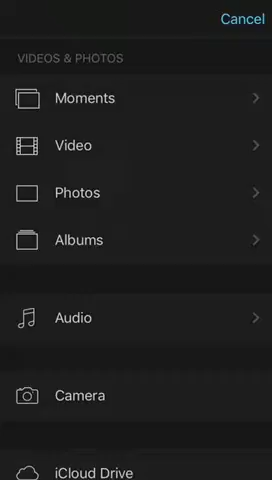 Cancel
VIDEOS & PHOTOS
Moments
Video
Photos
Albums
Audio
Camera
iCloud Drive